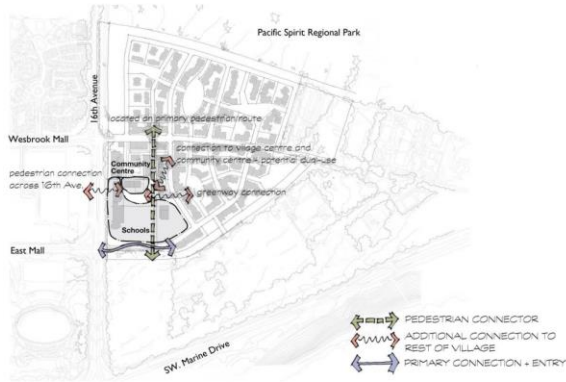 Pacific Spirit Regional Park
16th Avenue
located on primary pedestrian route
Wesbrook Mall
connection to village centre and
community centre & potential dual-use
pedestrian connection
across 16th Ave.
Community
Centre
greenway connection
Schools
East Mall
SW. Marine Drive
PEDESTRIAN CONNECTOR
ADDITIONAL CONNECTION TO
REST OF VILLAGE
PRIMARY CONNECTION + ENTRY